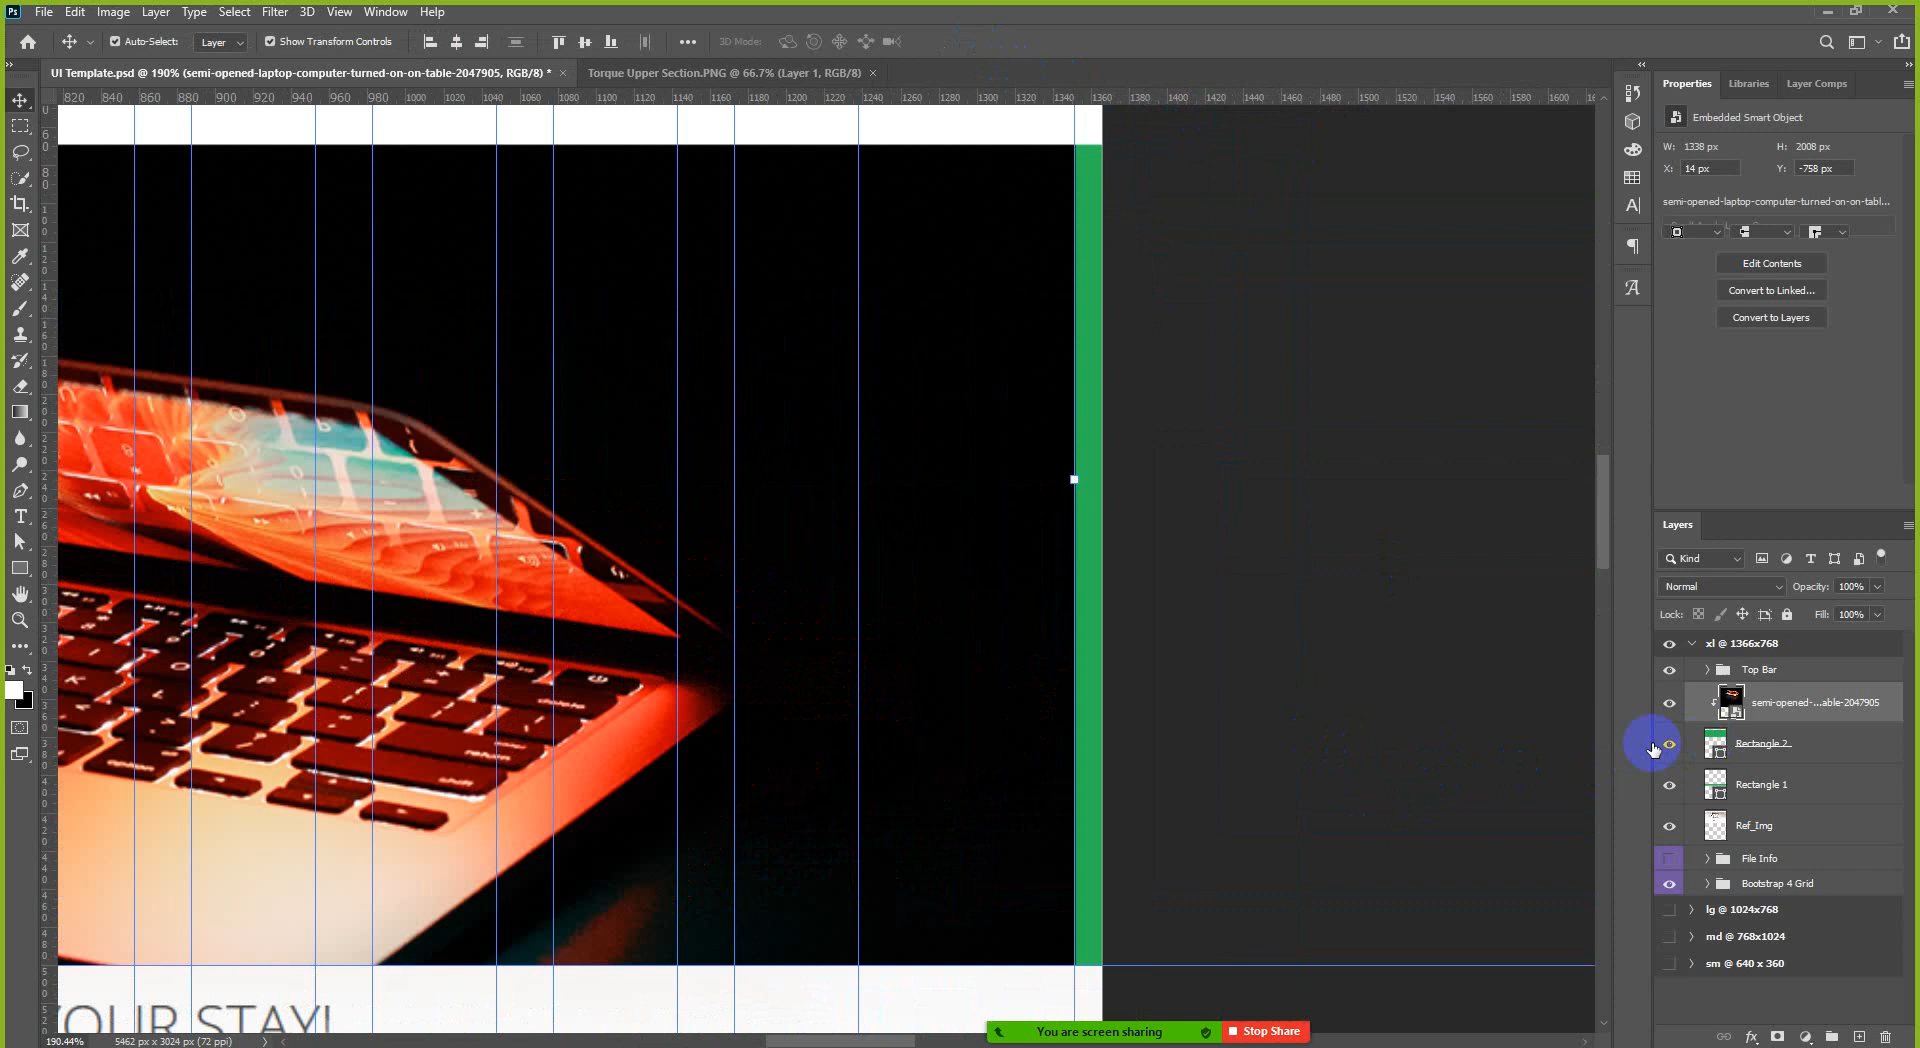 Ps File Edit Image Layer Type Select Filter 3D View Window Help
Auto-Select: Layer Show Transform Controls 3D Mode:
UI Template.psd @ 190% (semi-opened-laptop-computer-turned-on-on-table-2047905, RGB/8) * × Torque Upper Section.PNG @ 66.7% (Layer 1, RGB/8) ×
820 840 860 880 900 920 940 960 980 1000 1020 1040 1060 1080 1100 1120 1140 1160 1180 1200 1220 1240 1260 1280 1300 1320 1340 1360 1380 1400 1420 1440 1460 1480 1500 1520 1540 1560 1580 1600
Properties Libraries Layer Comps
Embedded Smart Object
W: 1338 px H: 2008 px
X: 14 px Y: -758 px
semi-opened-laptop-computer-turned-on-on-tabl...
Edit Contents
Convert to Linked...
Convert to Layers
Layers
Kind
Normal Opacity: 100%
Lock: Fill: 100%
xl @ 1366x768
Top Bar
semi-opened-...able-2047905
Rectangle 2
Rectangle 1
Ref_Img
File Info
Bootstrap 4 Grid
lg @ 1024x768
md @ 768x1024
sm @ 640 x 360
option
return
shift
YOUR STAY!
You are screen sharing Stop Share
190.44% 5462 px x 3024 px (72 ppi)